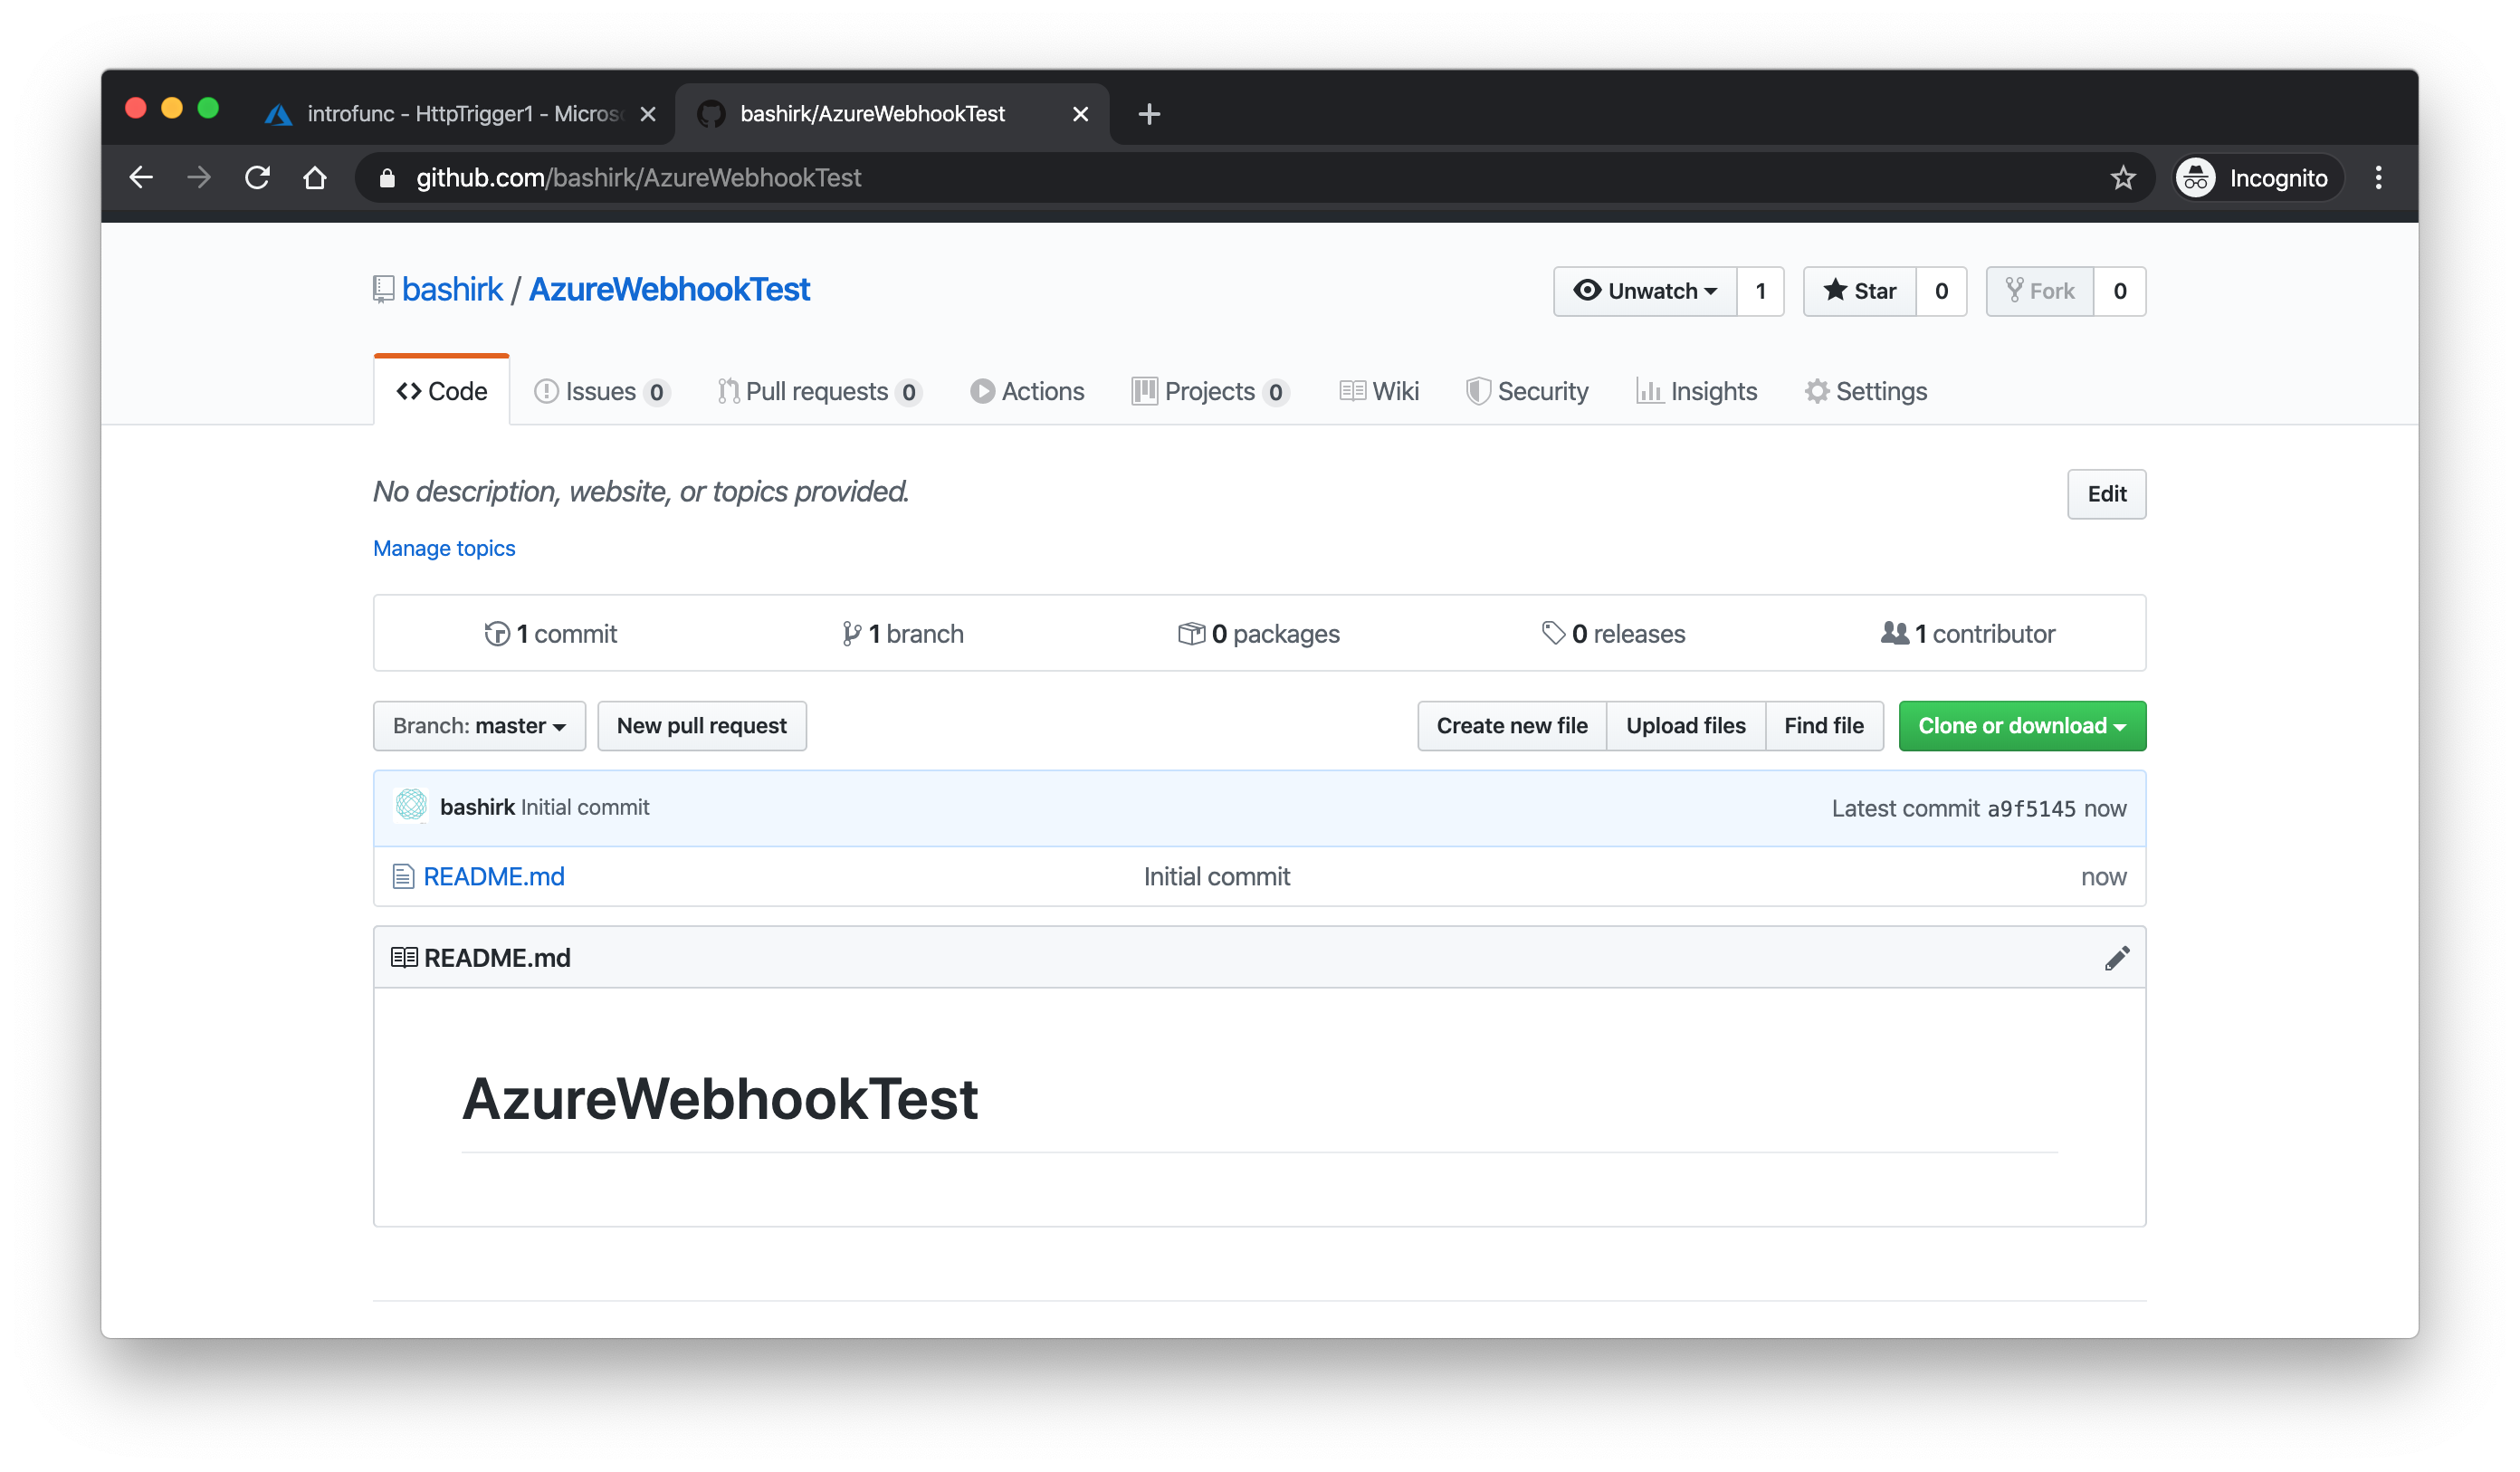 introfunc - HttpTrigger1 - Micros
bashirk/AzureWebhookTest
github.com/bashirk/AzureWebhookTest
Incognito
bashirk / AzureWebhookTest
Unwatch 1
Star 0
Fork 0
Code
Issues 0
Pull requests 0
Actions
Projects 0
Wiki
Security
Insights
Settings
No description, website, or topics provided.
Edit
Manage topics
1 commit
1 branch
0 packages
0 releases
1 contributor
Branch: master
New pull request
Create new file
Upload files
Find file
Clone or download
bashirk Initial commit
Latest commit a9f5145 now
README.md
Initial commit
now
README.md
AzureWebhookTest